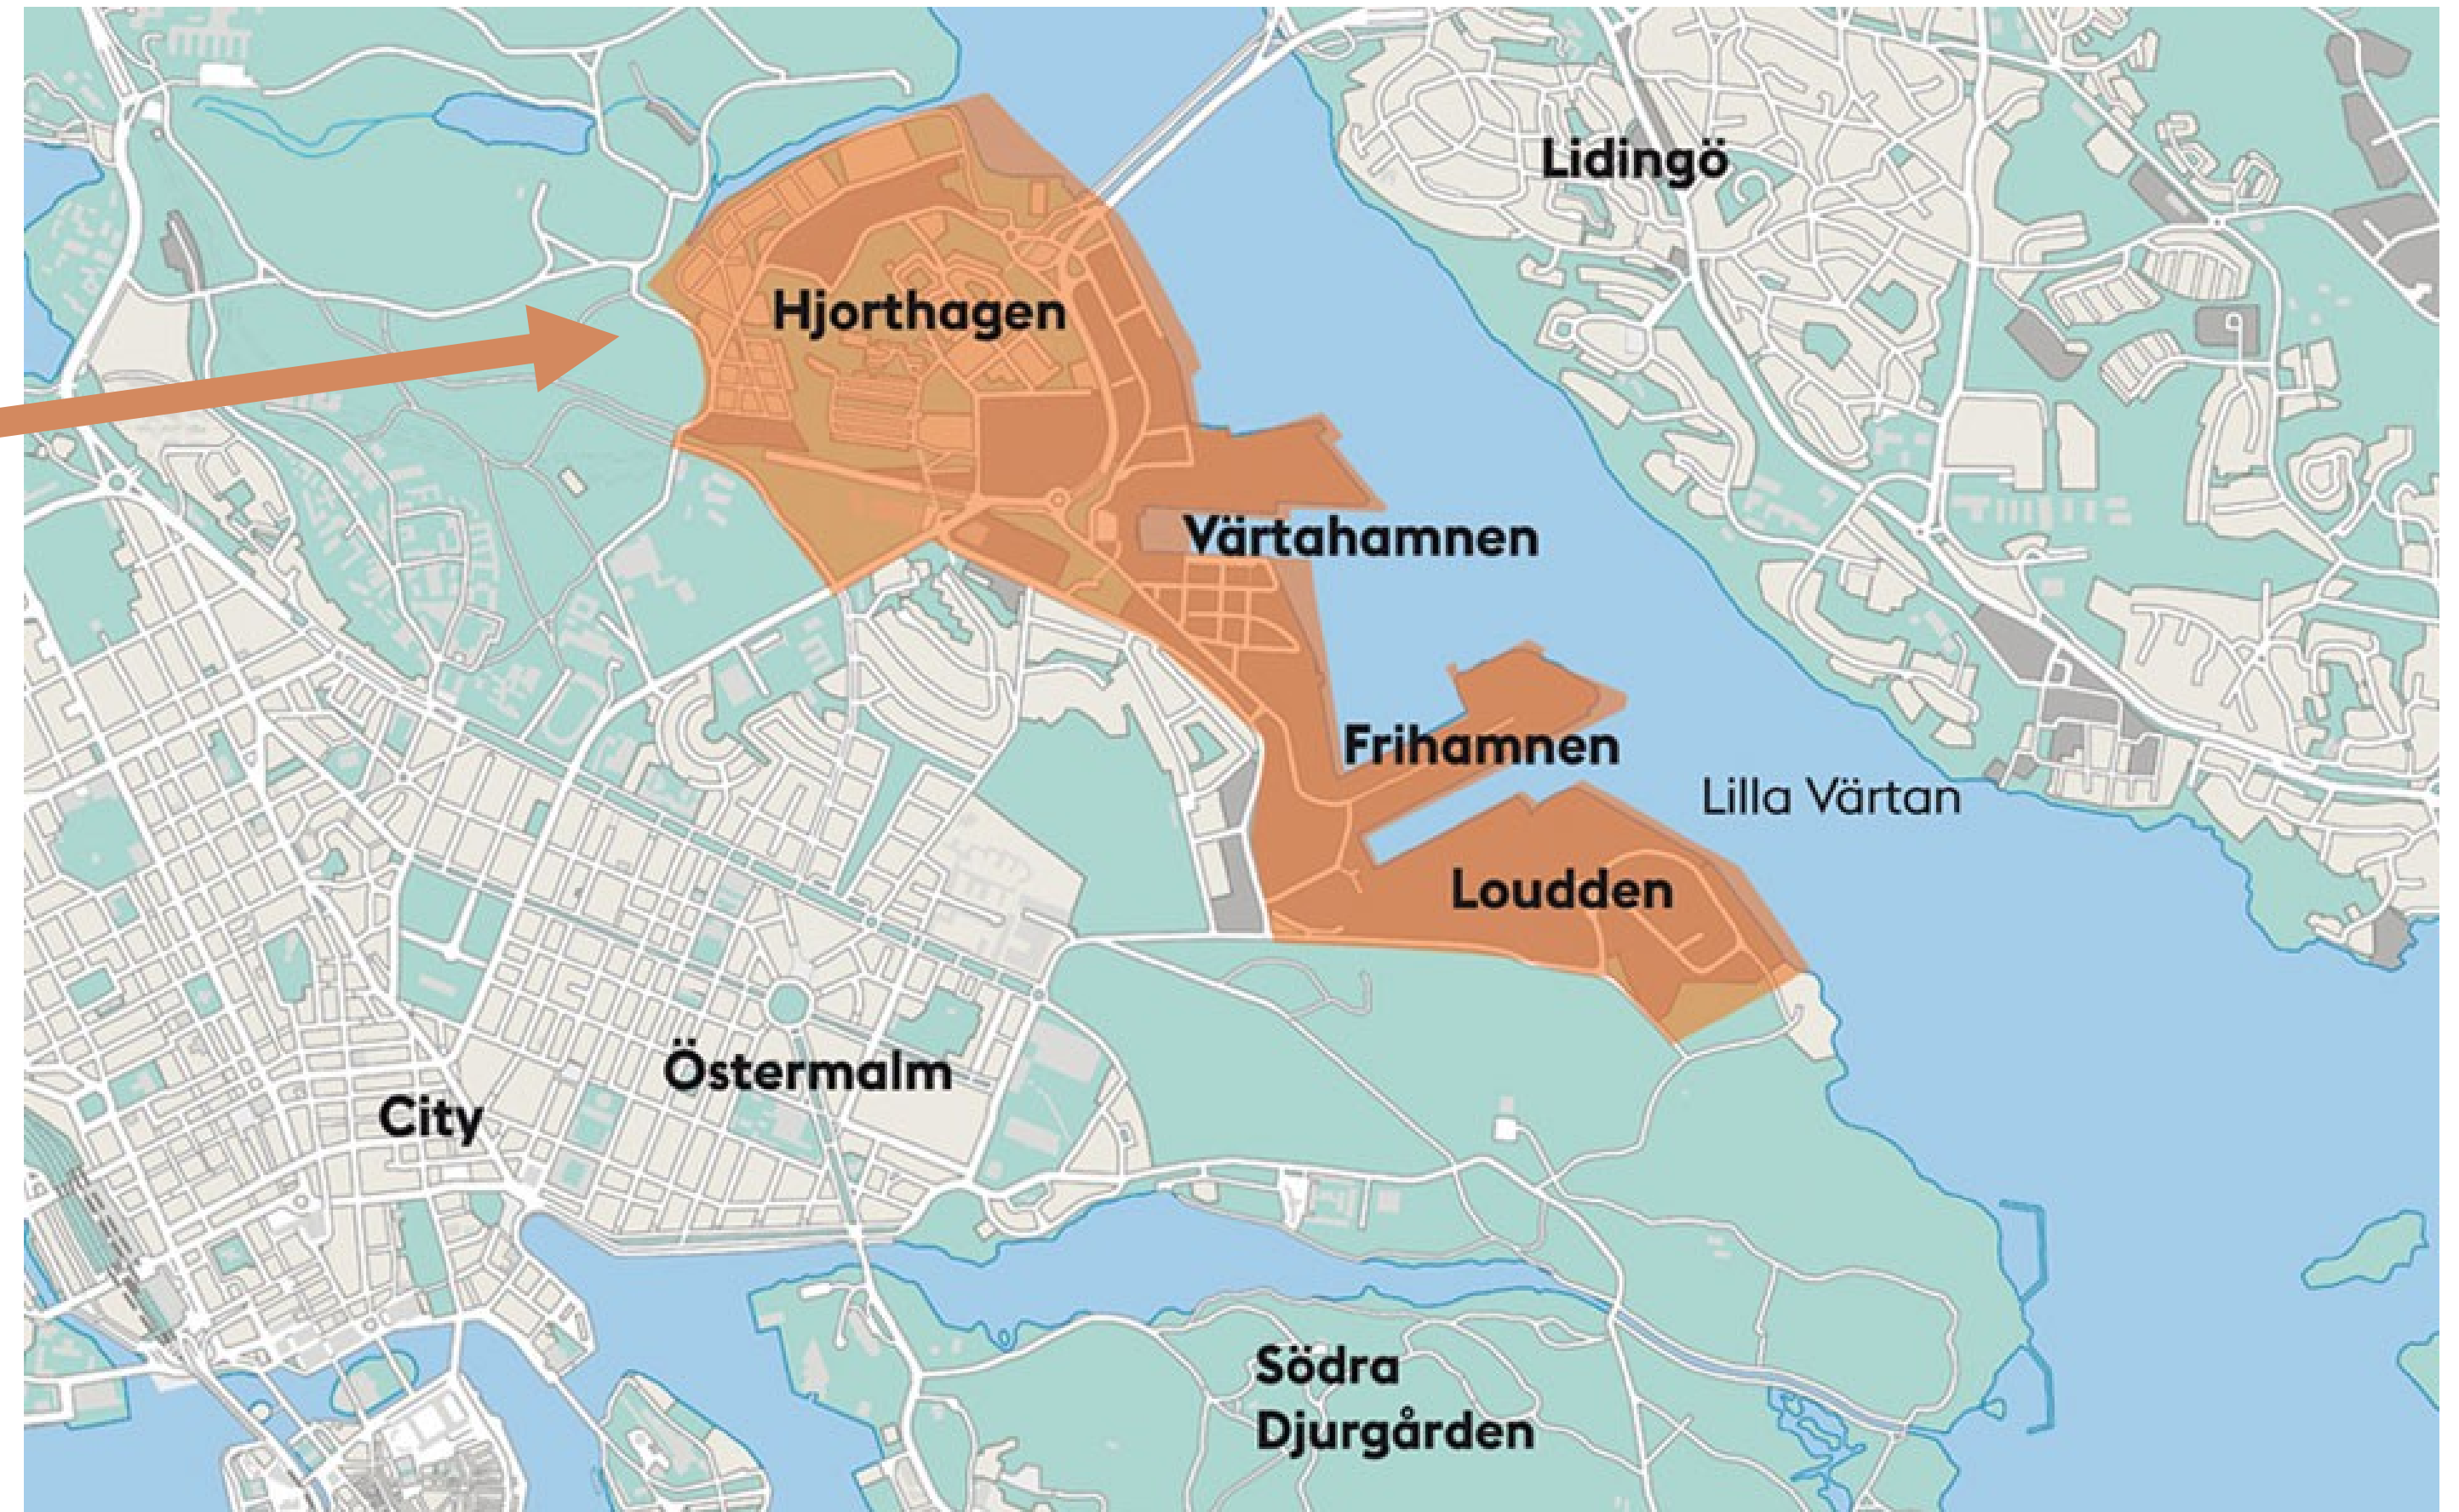 Lidingö
Hjorthagen
Värtahamnen
Frihamnen
Lilla Värtan
Loudden
Östermalm
City
Södra
Djurgården